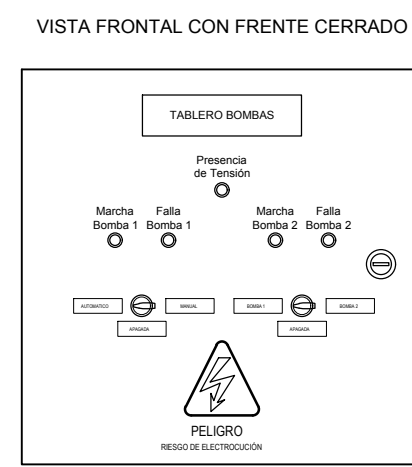 VISTA FRONTAL CON FRENTE CERRADO
TABLERO BOMBAS
Presencia
de Tensión
Marcha Falla Marcha Falla
Bomba 1 Bomba 1 Bomba 2 Bomba 2
AUTOMATICO MANUAL BOMBA 1 BOMBA 2
APAGADA APAGADA
PELIGRO
RIESGO DE ELECTROCUCIÓN